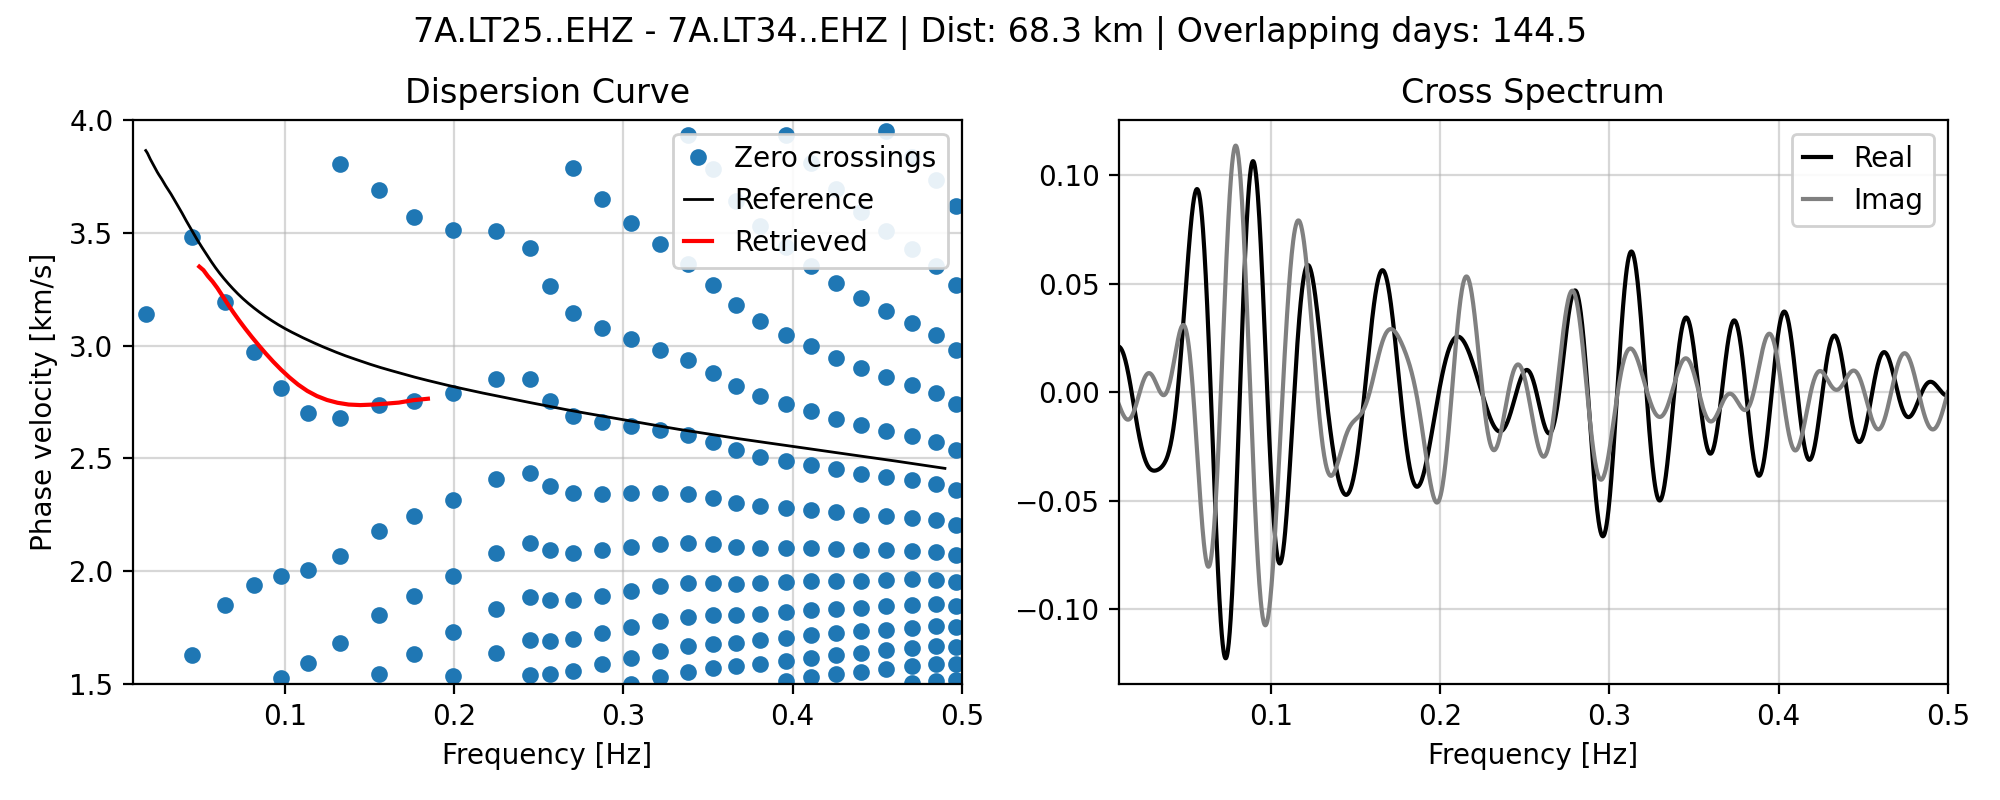 7A.LT25..EHZ - 7A.LT34..EHZ | Dist: 68.3 km | Overlapping days: 144.5
Dispersion Curve
Phase velocity [km/s]
4.0
3.5
3.0
2.5
2.0
1.5
0.1
0.2
0.3
0.4
0.5
Frequency [Hz]
Zero crossings
Reference
Retrieved
Cross Spectrum
0.10
0.05
0.00
−0.05
−0.10
0.1
0.2
0.3
0.4
0.5
Frequency [Hz]
Real
Imag